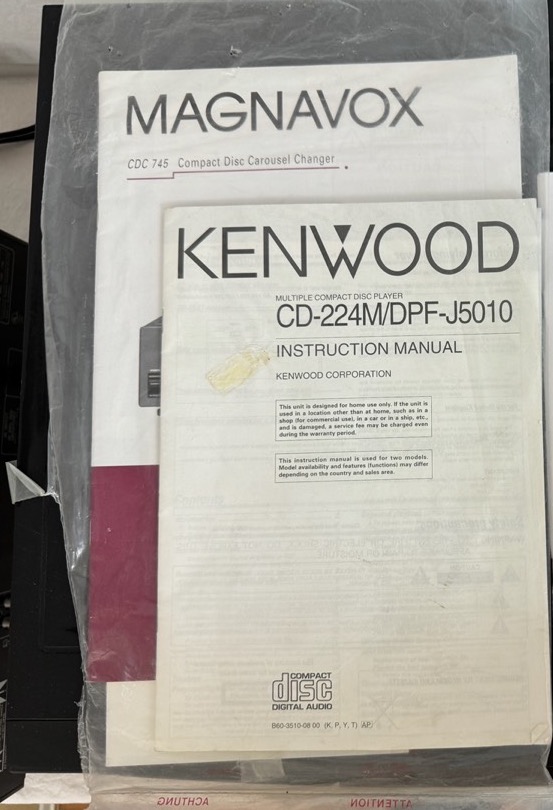 MAGNAVOX
CDC 745 Compact Disc Carousel Changer
KENWOOD
MULTIPLE COMPACT DISC PLAYER
CD-224M/DPF-J5010
INSTRUCTION MANUAL
KENWOOD CORPORATION
This unit is designed for home use only. If the unit is
used in a location other than at home, such as in a
shop (for commercial use), in a car or in a ship, etc.,
and is damaged, a service fee may be charged even
during the warranty period.
This instruction manual is used for two models.
Model availability and features (functions) may differ
depending on the country and sales area.
COMPACT
disc
DIGITAL AUDIO
B60-3510-08 00 (K, P, Y, T) AP
ACHTUNG
ATTENTION